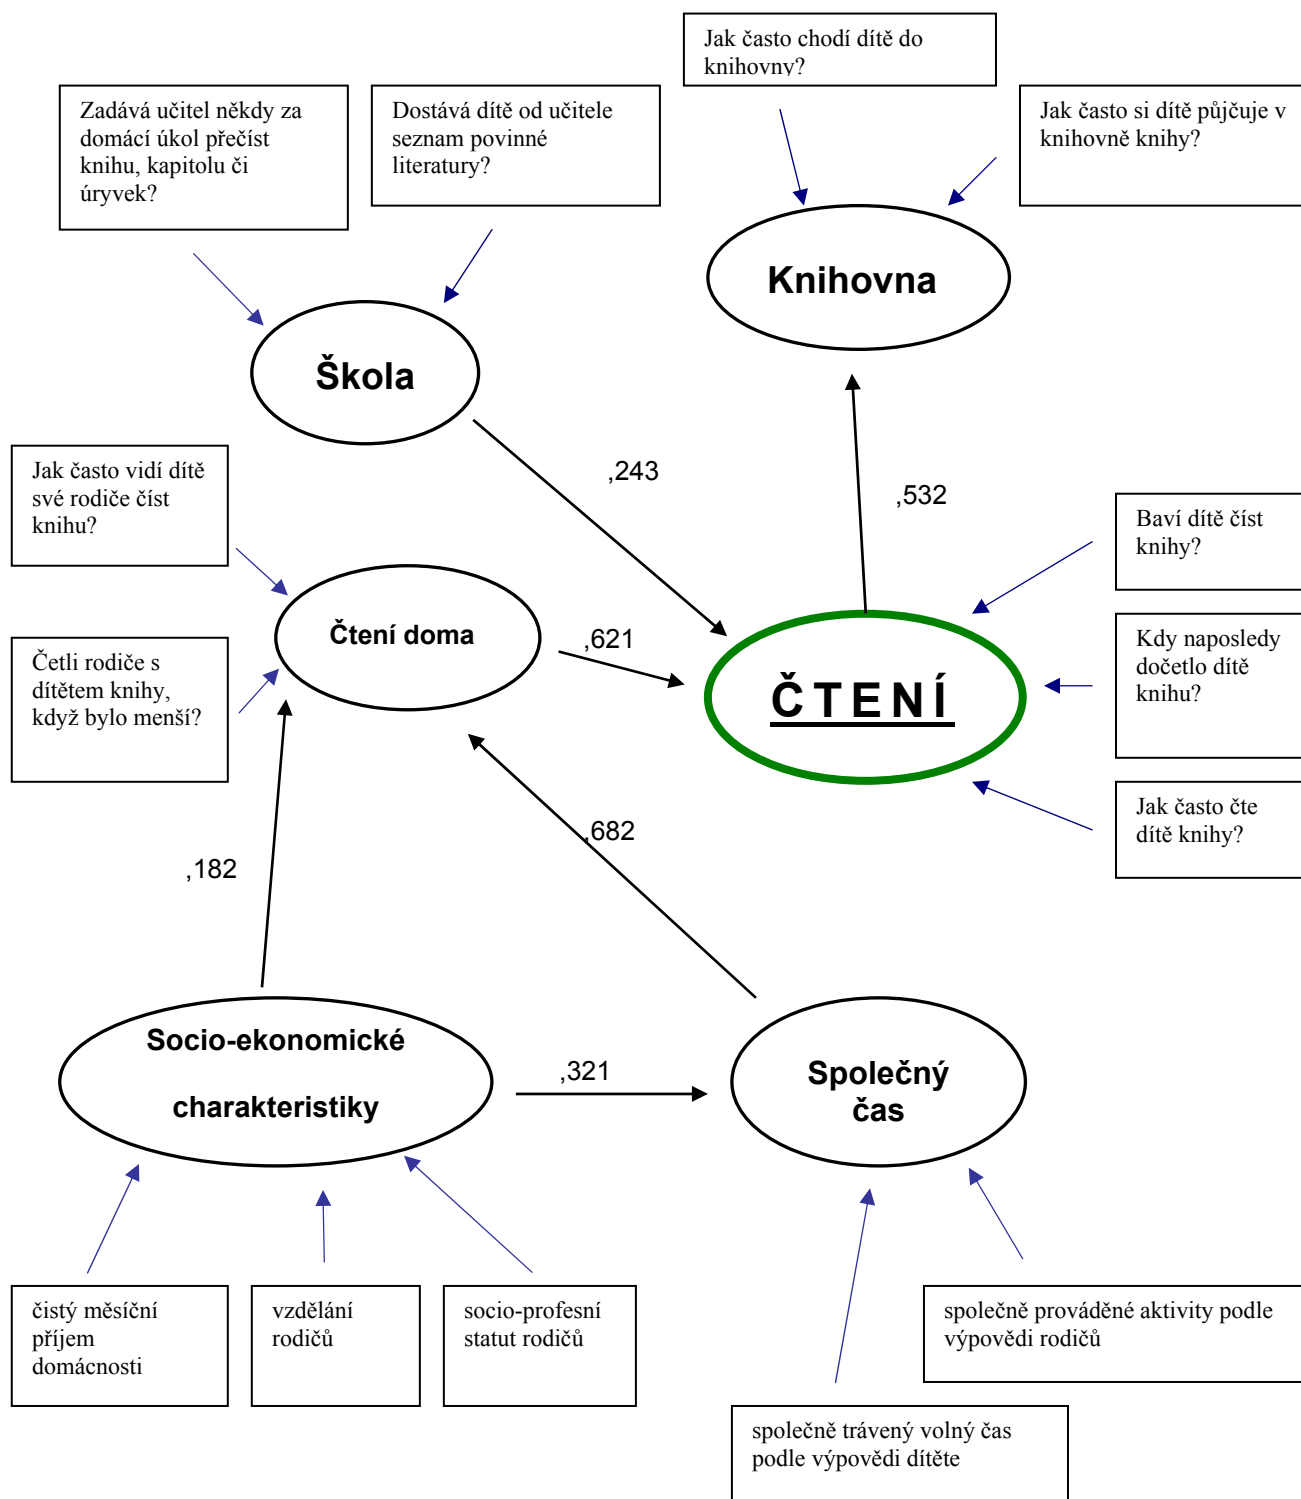 Jak často chodí dítě do
knihovny?
Zadává učitel někdy za
domácí úkol přečíst
knihu, kapitolu či
úryvek?
Dostává dítě od učitele
seznam povinné
literatury?
Jak často si dítě půjčuje v
knihovně knihy?
Knihovna
Škola
Jak často vidí dítě
své rodiče číst
knihu?
,243
,532
Baví dítě číst
knihy?
Čtení doma
,621
Četli rodiče s
dítětem knihy,
když bylo menší?
ČTENÍ
Kdy naposledy
dočetlo dítě
knihu?
Jak často čte
dítě knihy?
,682
,182
Socio-ekonomické
charakteristiky
,321
Společný
čas
čistý měsíční
příjem
domácnosti
vzdělání
rodičů
socio-profesní
statut rodičů
společně prováděné aktivity podle
výpovědi rodičů
společně trávený volný čas
podle výpovědi dítěte